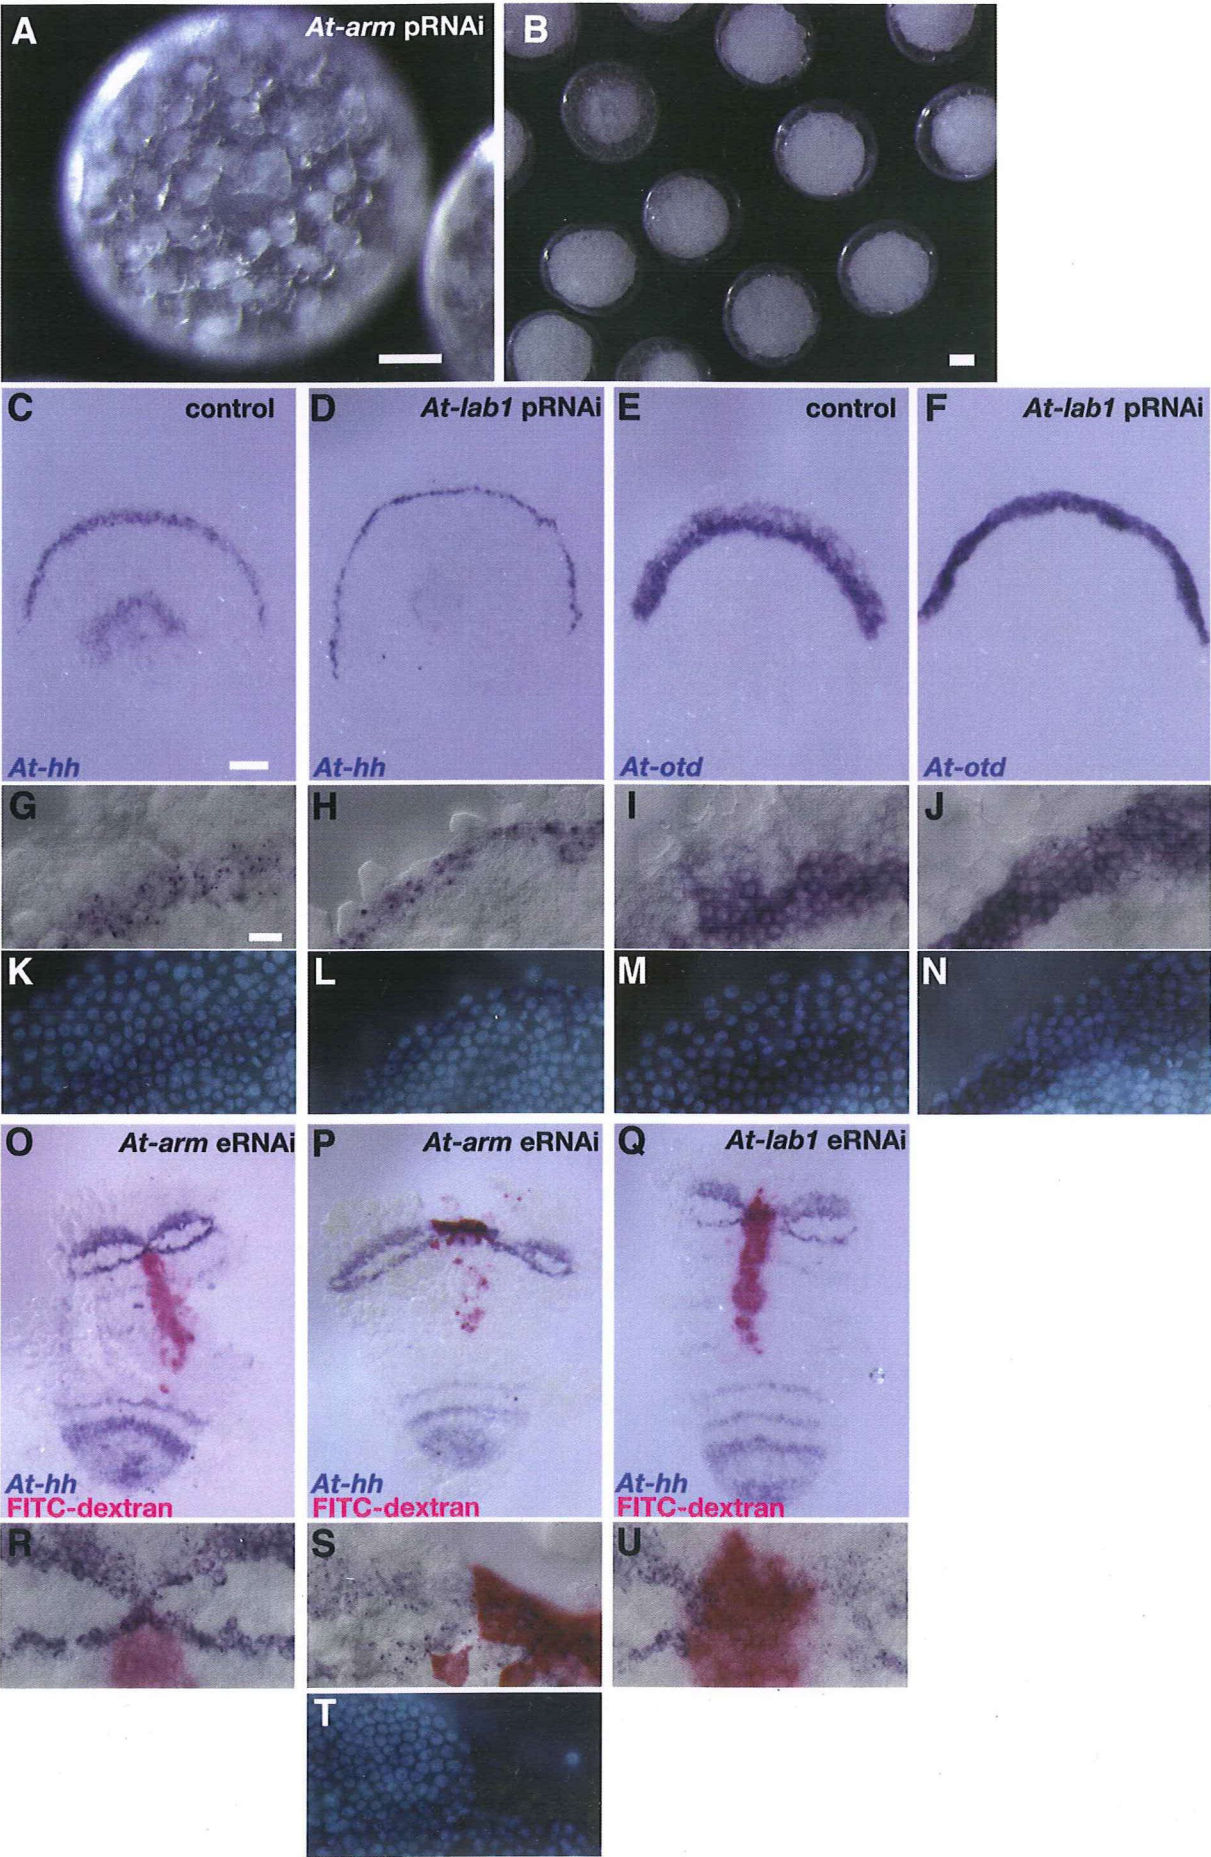 A At-arm pRNAi B
C control D At-lab1 pRNAi E control F At-lab1 pRNAi
At-hh At-hh At-otd At-otd
G H I J
K L M N
O At-arm eRNAi P At-arm eRNAi Q At-lab1 eRNAi
At-hh At-hh At-hh
FITC-dextran FITC-dextran FITC-dextran
R S U
T